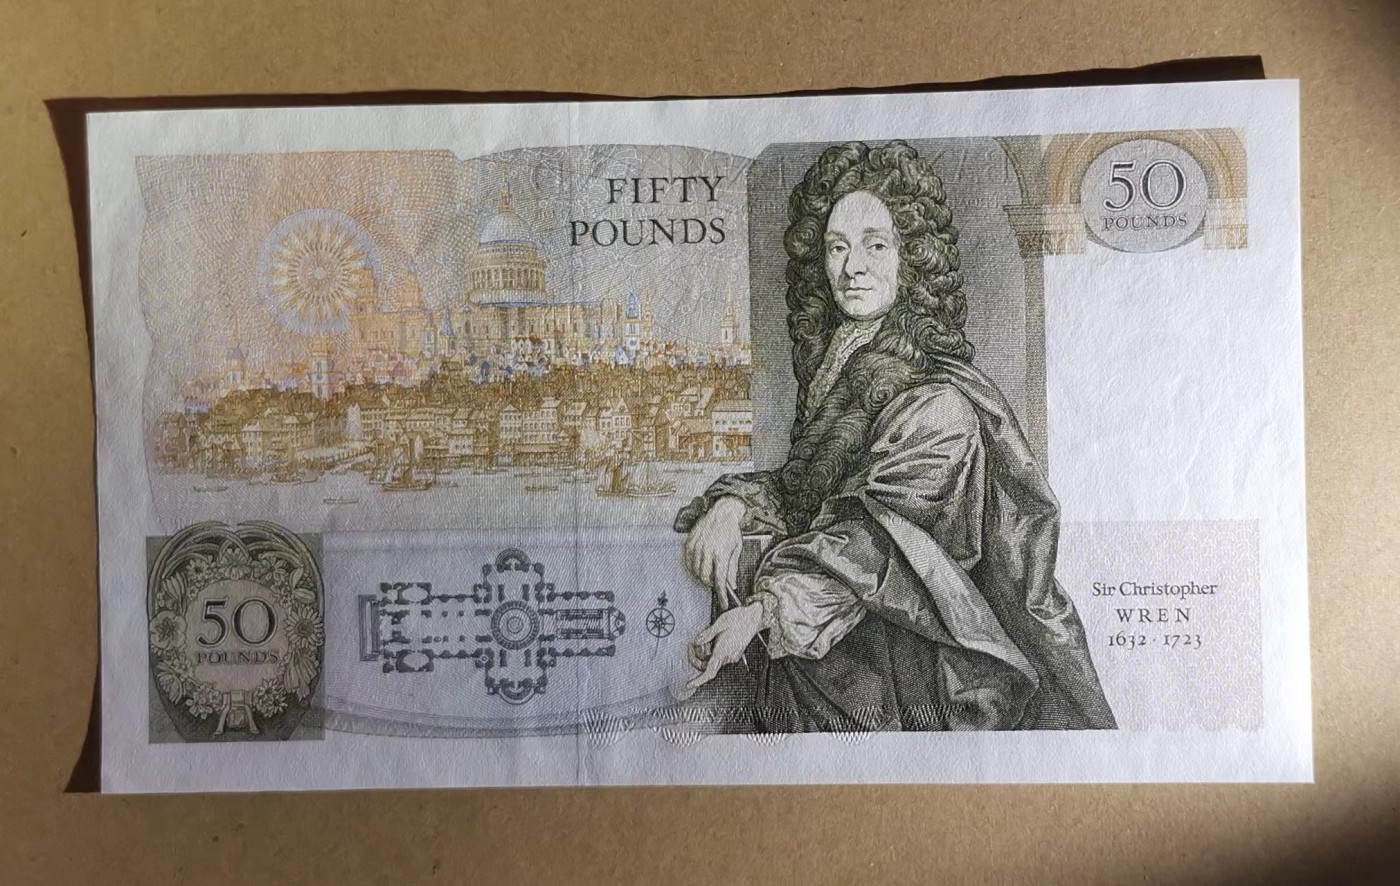 FIFTY
POUNDS
50
POUNDS
50
POUNDS
Sir Christopher
WREN
1632 · 1723